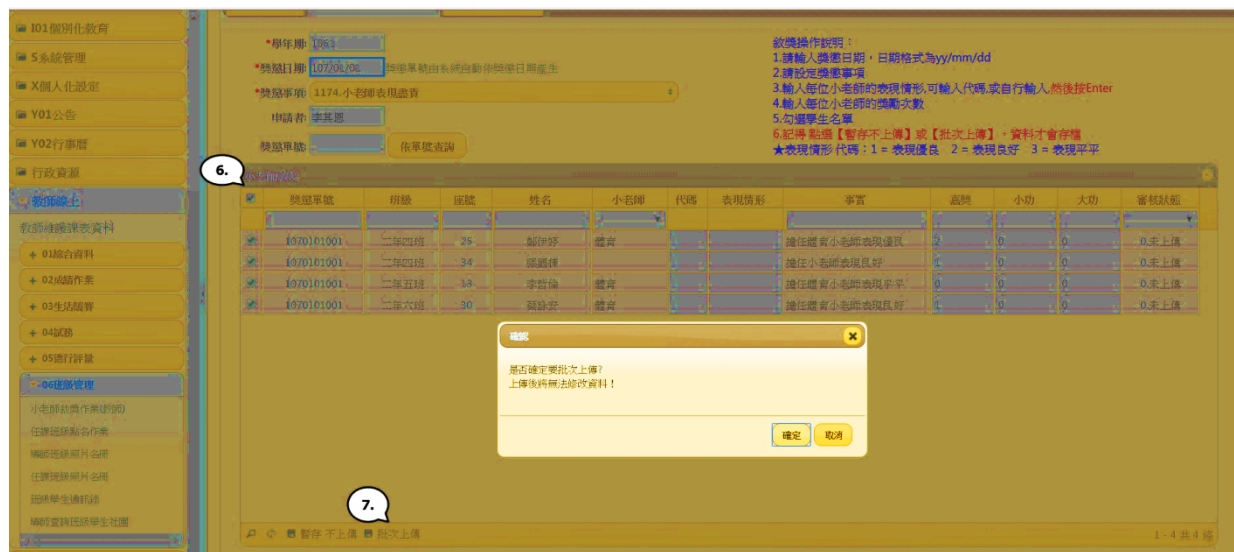 I01個別化教育
S系統管理
X個人化設定
Y01公告
Y02行事曆
行政資源
教師線上
教師維護課表資料
+ 01綜合資料
+ 02成績作業
+ 03生活競賽
+ 04試務
+ 05德行評量
-06班級管理
小老師敘獎作業(教師)
任課班級點名作業
導師班級照片名冊
任課班級照片名冊
班級學生通訊錄
導師查詢班級學生社團
*學年期:
*獎懲日期: 107/01/08 獎懲單號由系統自動依獎懲日期產生
*獎懲事項: 1174.小老師表現盡責
申請者: 李其恩
獎懲單號: 依單號查詢
敘獎操作說明：
1.請輸入獎懲日期，日期格式為yy/mm/dd
2.請設定獎懲事項
3.輸入每位小老師的表現情形,可輸入代碼,或自行輸入,然後按Enter
4.輸入每位小老師的獎勵次數
5.勾選學生名單
6.記得 點選【暫存不上傳】或【批次上傳】，資料才會存檔
★表現情形 代碼：1 = 表現優良 2 = 表現良好 3 = 表現平平
6.
獎懲單號 班級 座號 姓名 小老師 代碼 表現情形 事實 嘉獎 小功 大功 審核狀態
1070101001 二年四班 25 體育 擔任體育小老師表現優良 2 0 0 0.未上傳
1070101001 二年四班 34 擔任小老師表現良好 1 0 0 0.未上傳
1070101001 二年五班 13 李哲倫 體育 擔任體育小老師表現平平 0 0 0 0.未上傳
1070101001 二年六班 30 體育 擔任體育小老師表現良好 1 0 0 0.未上傳
確認
是否確定要批次上傳?
上傳後將無法修改資料！
確定 取消
7.
暫存 不上傳 批次上傳
1 - 4 共 4 條